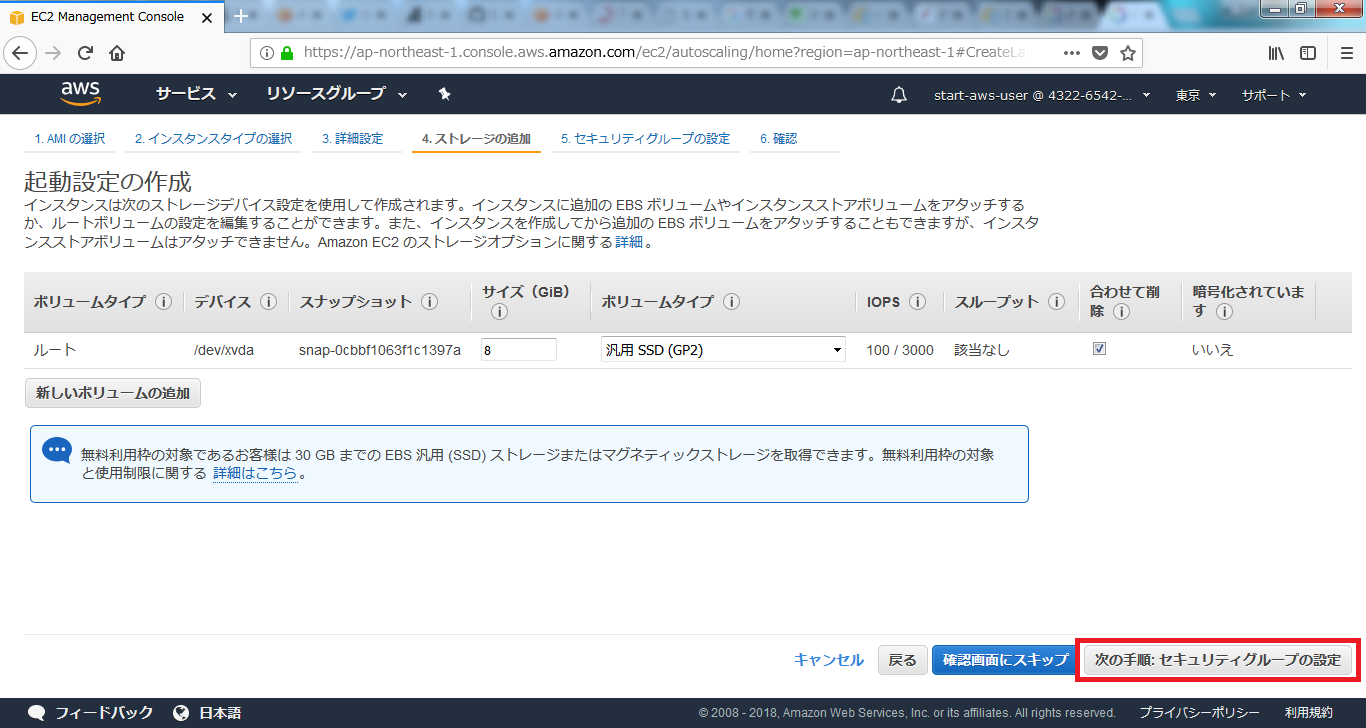 EC2 Management Console
https://ap-northeast-1.console.aws.amazon.com/ec2/autoscaling/home?region=ap-northeast-1#CreateLa
aws サービス リソースグループ start-aws-user @ 4322-6542-... 東京 サポート
1. AMI の選択 2. インスタンスタイプの選択 3. 詳細設定 4. ストレージの追加 5. セキュリティグループの設定 6. 確認
起動設定の作成
インスタンスは次のストレージデバイス設定を使用して作成されます。インスタンスに追加の EBS ボリュームやインスタンスストアボリュームをアタッチする
か、ルートボリュームの設定を編集することができます。また、インスタンスを作成してから追加の EBS ボリュームをアタッチすることもできますが、インスタ
ンスストアボリュームはアタッチできません。Amazon EC2 のストレージオプションに関する詳細 。
ボリュームタイプ デバイス スナップショット サイズ（GiB） ボリュームタイプ IOPS スループット 合わせて削除 暗号化されています
ルート /dev/xvda snap-0cbbf1063f1c1397a 8 汎用 SSD (GP2) 100 / 3000 該当なし いいえ
新しいボリュームの追加
無料利用枠の対象であるお客様は 30 GB までの EBS 汎用 (SSD) ストレージまたはマグネティックストレージを取得できます。無料利用枠の対象
と使用制限に関する 詳細はこちら 。
キャンセル 戻る 確認画面にスキップ 次の手順: セキュリティグループの設定
フィードバック 日本語 © 2008 - 2018, Amazon Web Services, Inc. or its affiliates. All rights reserved. プライバシーポリシー 利用規約